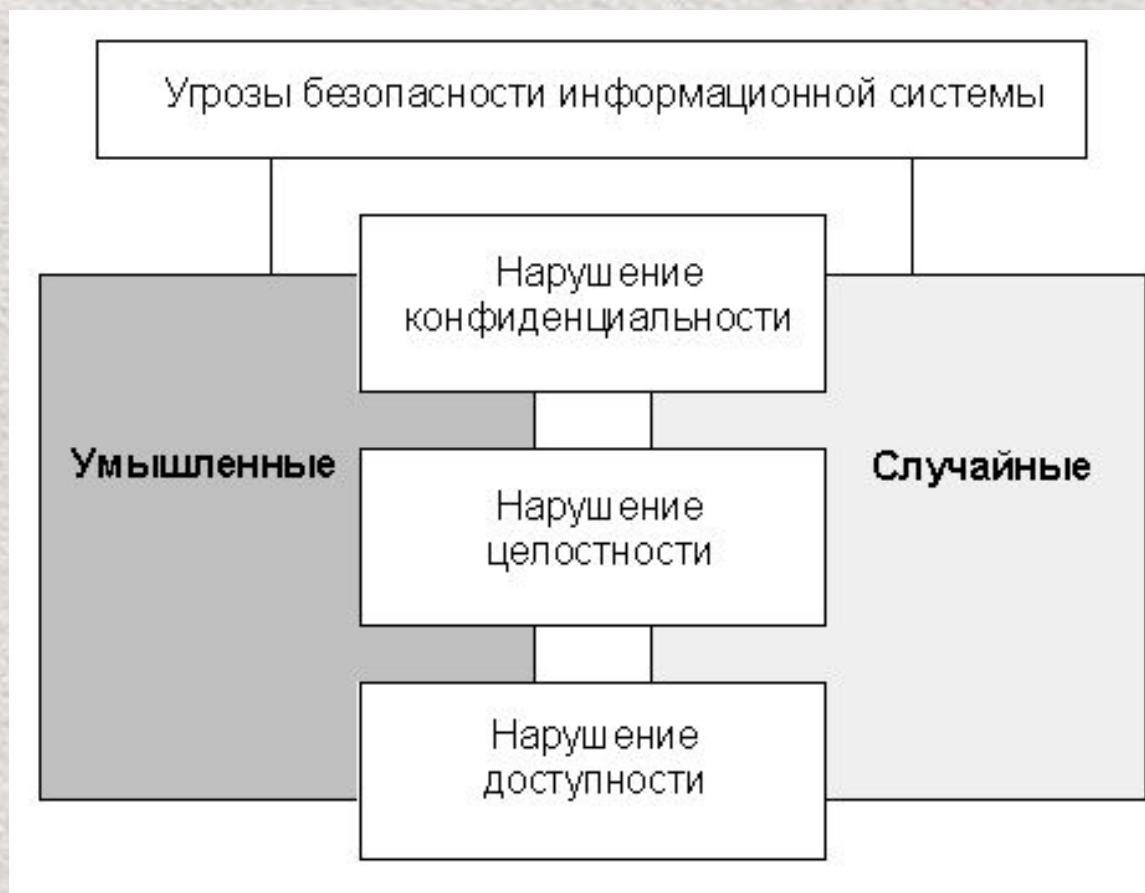 Угрозы безопасности информационной системы
Нарушение
конфиденциальности
Умышленные
Случайные
Нарушение
целостности
Нарушение
доступности